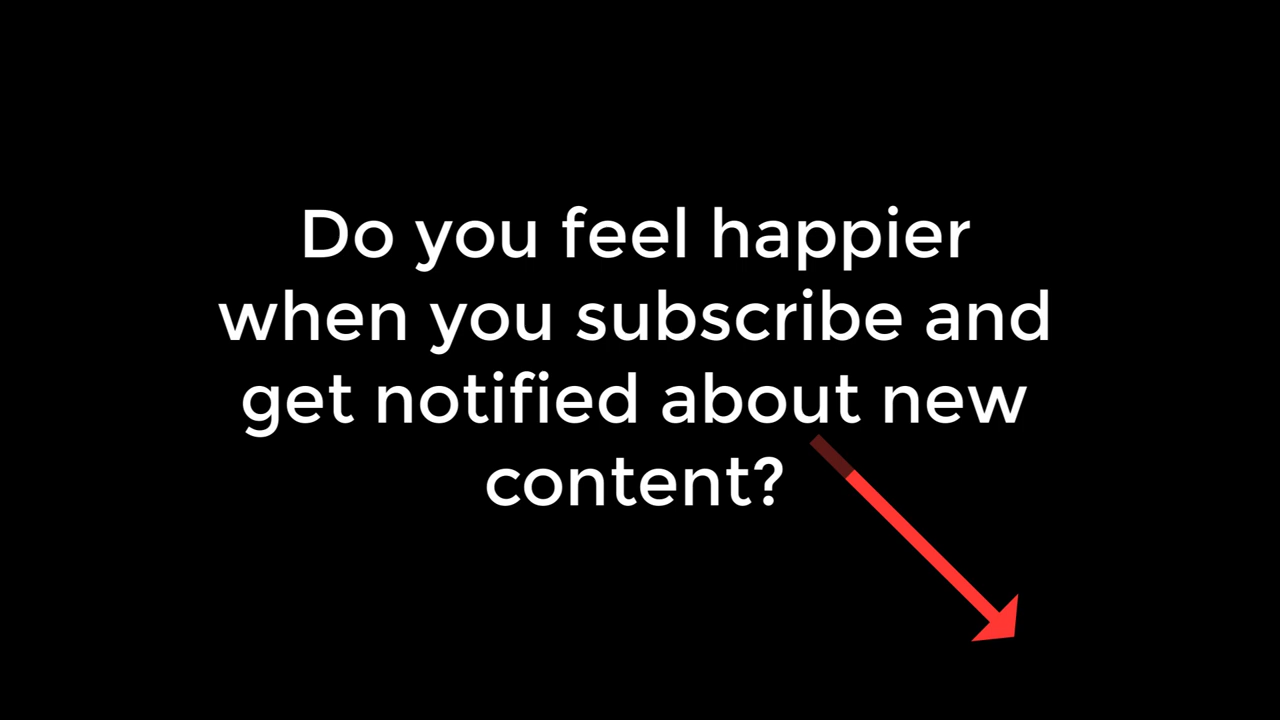 Do you feel happier
when you subscribe and
get notified about new
content?